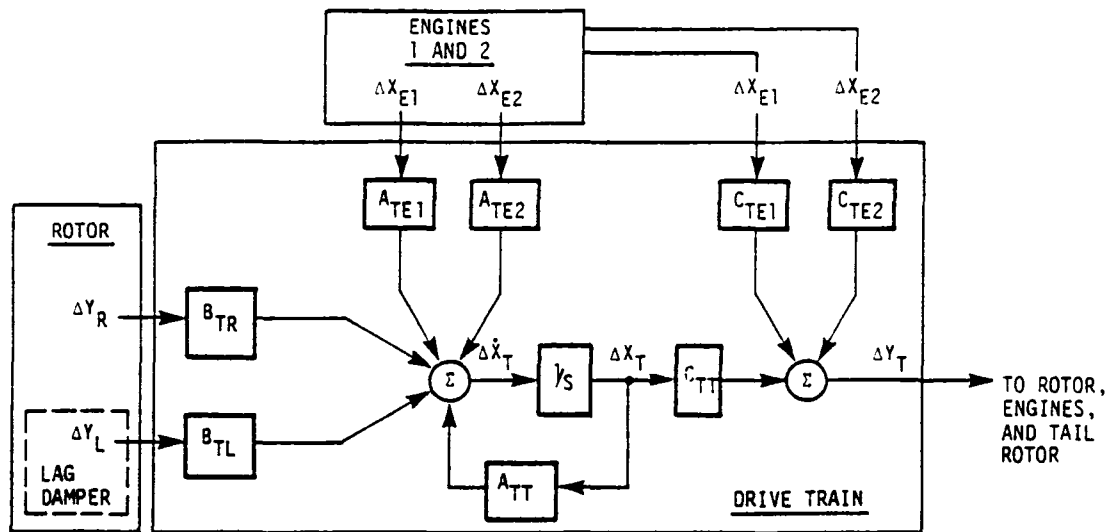 ENGINES
1 AND 2
ΔX_E1
ΔX_E2
ΔX_E1
ΔX_E2
A_TE1
A_TE2
C_TE1
C_TE2
ROTOR
ΔY_R
B_TR
Σ
ΔẊ_T
1/S
ΔX_T
C_TT
Σ
ΔY_T
TO ROTOR,
ENGINES,
AND TAIL
ROTOR
ΔY_L
B_TL
LAG
DAMPER
A_TT
DRIVE TRAIN